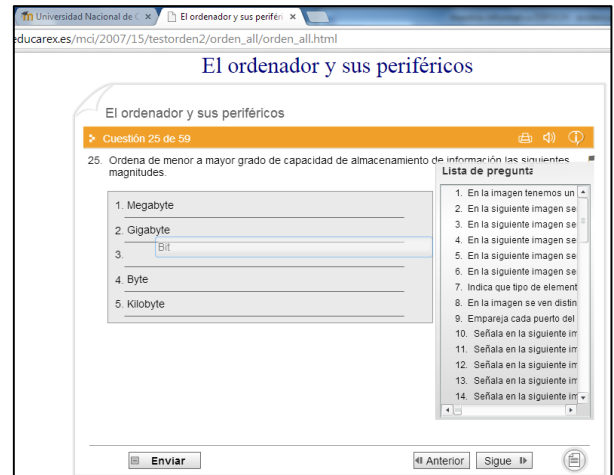 Universidad Nacional de C
El ordenador y sus perifér
educarex.es/mci/2007/15/testorden2/orden_all/orden_all.html
El ordenador y sus periféricos
El ordenador y sus periféricos
Cuestión 25 de 59
25. Ordena de menor a mayor grado de capacidad de almacenamiento de información las siguientes
magnitudes.
1. Megabyte
2. Gigabyte
3.
Bit
4. Byte
5. Kilobyte
Lista de pregunta
1. En la imagen tenemos un
2. En la siguiente imagen se
3. En la siguiente imagen se
4. En la siguiente imagen se
5. En la siguiente imagen se
6. En la siguiente imagen se
7. Indica que tipo de element
8. En la imagen se ven distin
9. Empareja cada puerto del
10. Señala en la siguiente im
11. Señala en la siguiente im
12. Señala en la siguiente im
13. Señala en la siguiente im
14. Señala en la siguiente im
Enviar
Anterior
Sigue